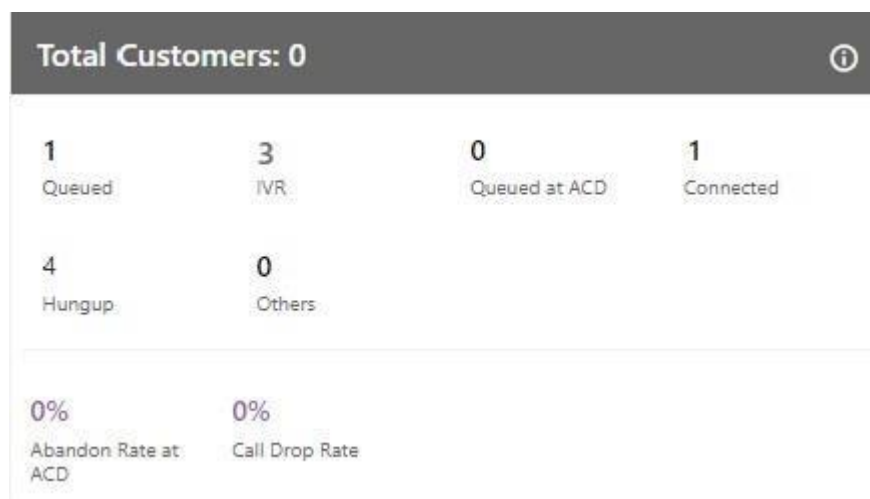 Total Customers: 0
1 3 0 1
Queued IVR Queued at ACD Connected
4 0
Hungup Others
0% 0%
Abandon Rate at Call Drop Rate
ACD